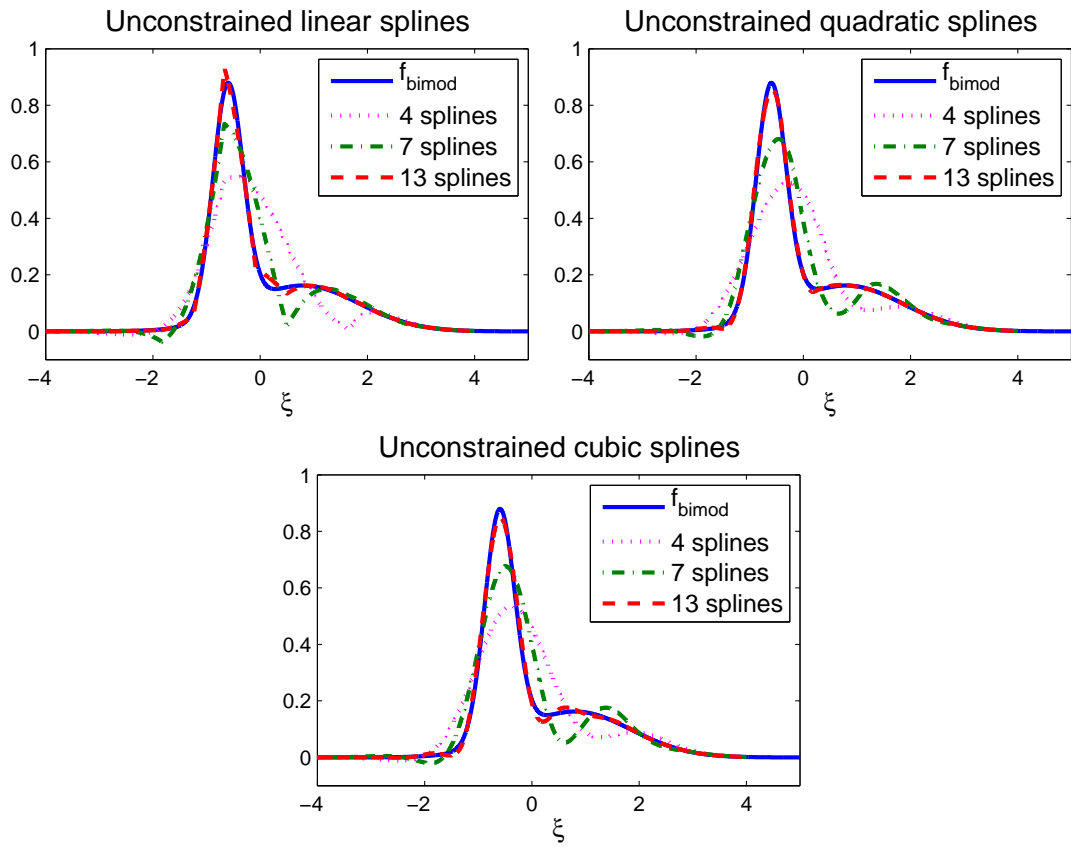 Unconstrained linear splines
1
0.8
0.6
0.4
0.2
0
−4
−2
0
2
4
ξ
f_bimod
4 splines
7 splines
13 splines
Unconstrained quadratic splines
1
0.8
0.6
0.4
0.2
0
−4
−2
0
2
4
ξ
f_bimod
4 splines
7 splines
13 splines
Unconstrained cubic splines
1
0.8
0.6
0.4
0.2
0
−4
−2
0
2
4
ξ
f_bimod
4 splines
7 splines
13 splines